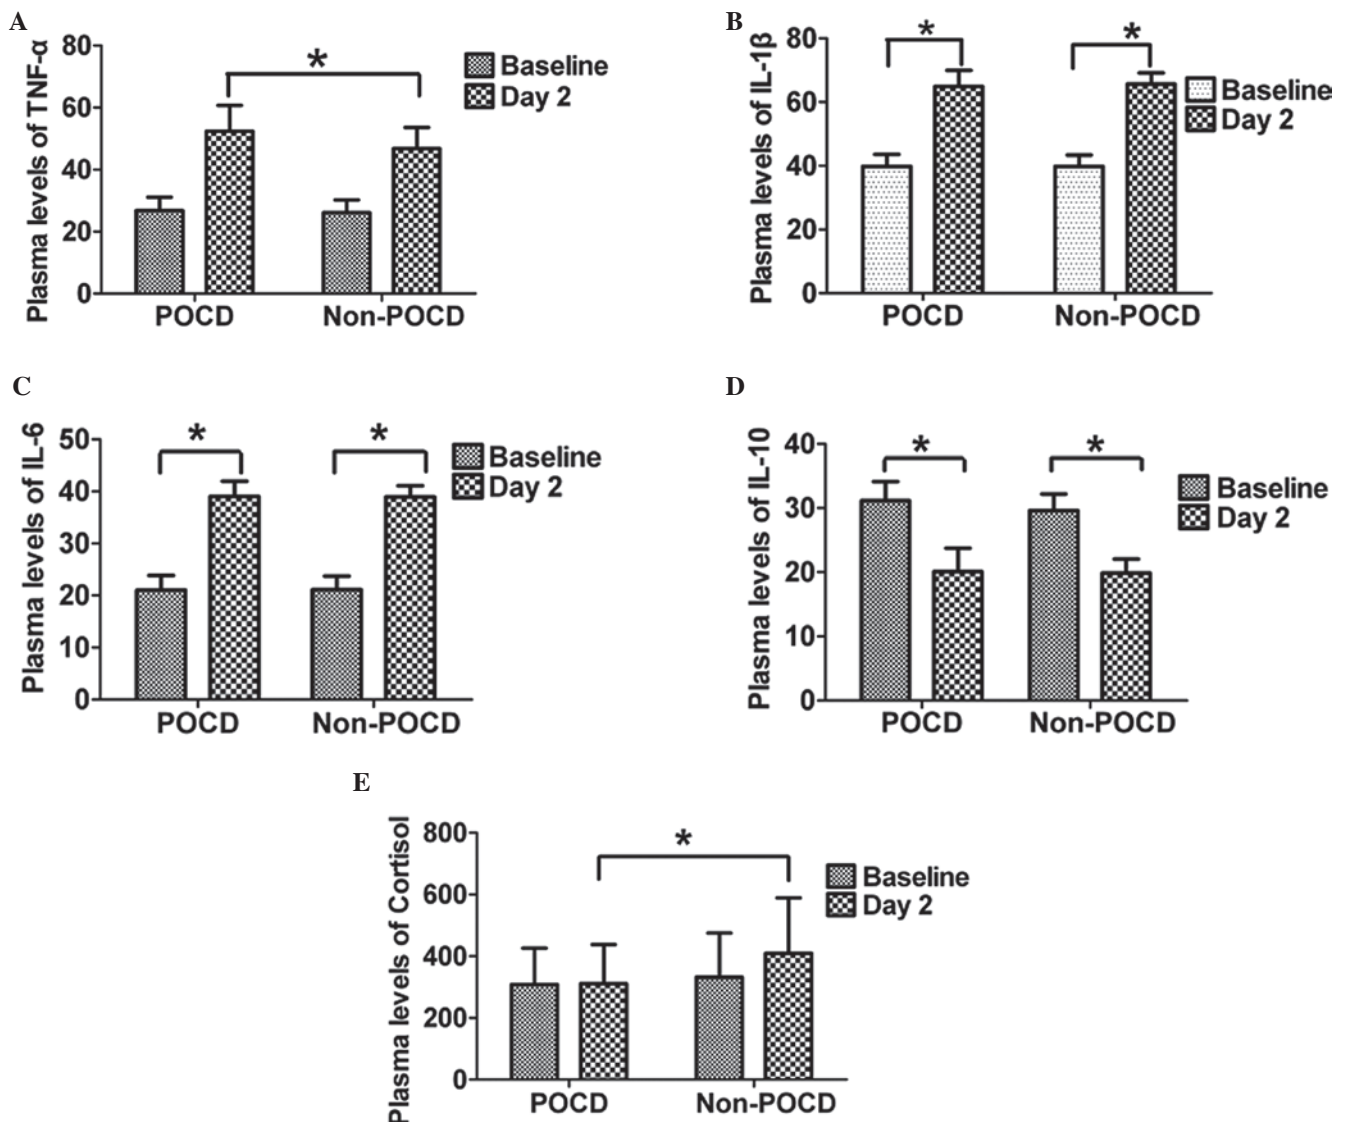 A
Plasma levels of TNF-α
80
60
40
20
0
*
POCD
Non-POCD
Baseline
Day 2
B
Plasma levels of IL-1β
80
60
40
20
0
*
*
POCD
Non-POCD
Baseline
Day 2
C
Plasma levels of IL-6
50
40
30
20
10
0
*
*
POCD
Non-POCD
Baseline
Day 2
D
Plasma levels of IL-10
40
30
20
10
0
*
*
POCD
Non-POCD
Baseline
Day 2
E
Plasma levels of Cortisol
800
600
400
200
0
*
POCD
Non-POCD
Baseline
Day 2